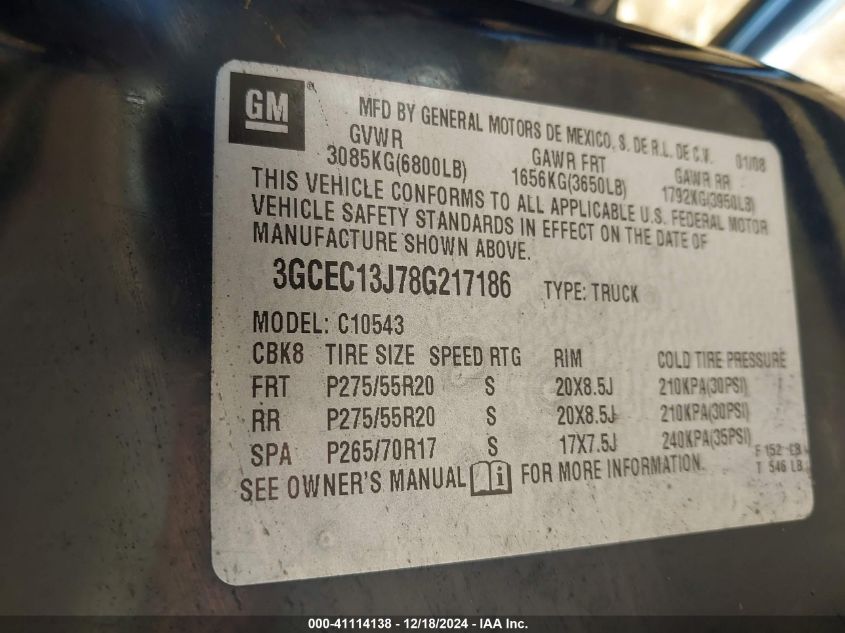 GM
MFD BY GENERAL MOTORS DE MEXICO, S. DE R.L. DE C.V. 01/08
GVWR GAWR FRT GAWR RR
3085KG(6800LB) 1656KG(3650LB) 1792KG(3950LB)
THIS VEHICLE CONFORMS TO ALL APPLICABLE U.S. FEDERAL MOTOR
VEHICLE SAFETY STANDARDS IN EFFECT ON THE DATE OF
MANUFACTURE SHOWN ABOVE.
3GCEC13J78G217186 TYPE: TRUCK
MODEL: C10543
CBK8 TIRE SIZE SPEED RTG RIM COLD TIRE PRESSURE
FRT P275/55R20 S 20X8.5J 210KPA(30PSI)
RR P275/55R20 S 20X8.5J 210KPA(30PSI)
SPA P265/70R17 S 17X7.5J 240KPA(35PSI)
F 152 LB
T 546 LB
SEE OWNER'S MANUAL i FOR MORE INFORMATION.
000-41114138 - 12/18/2024 - IAA Inc.